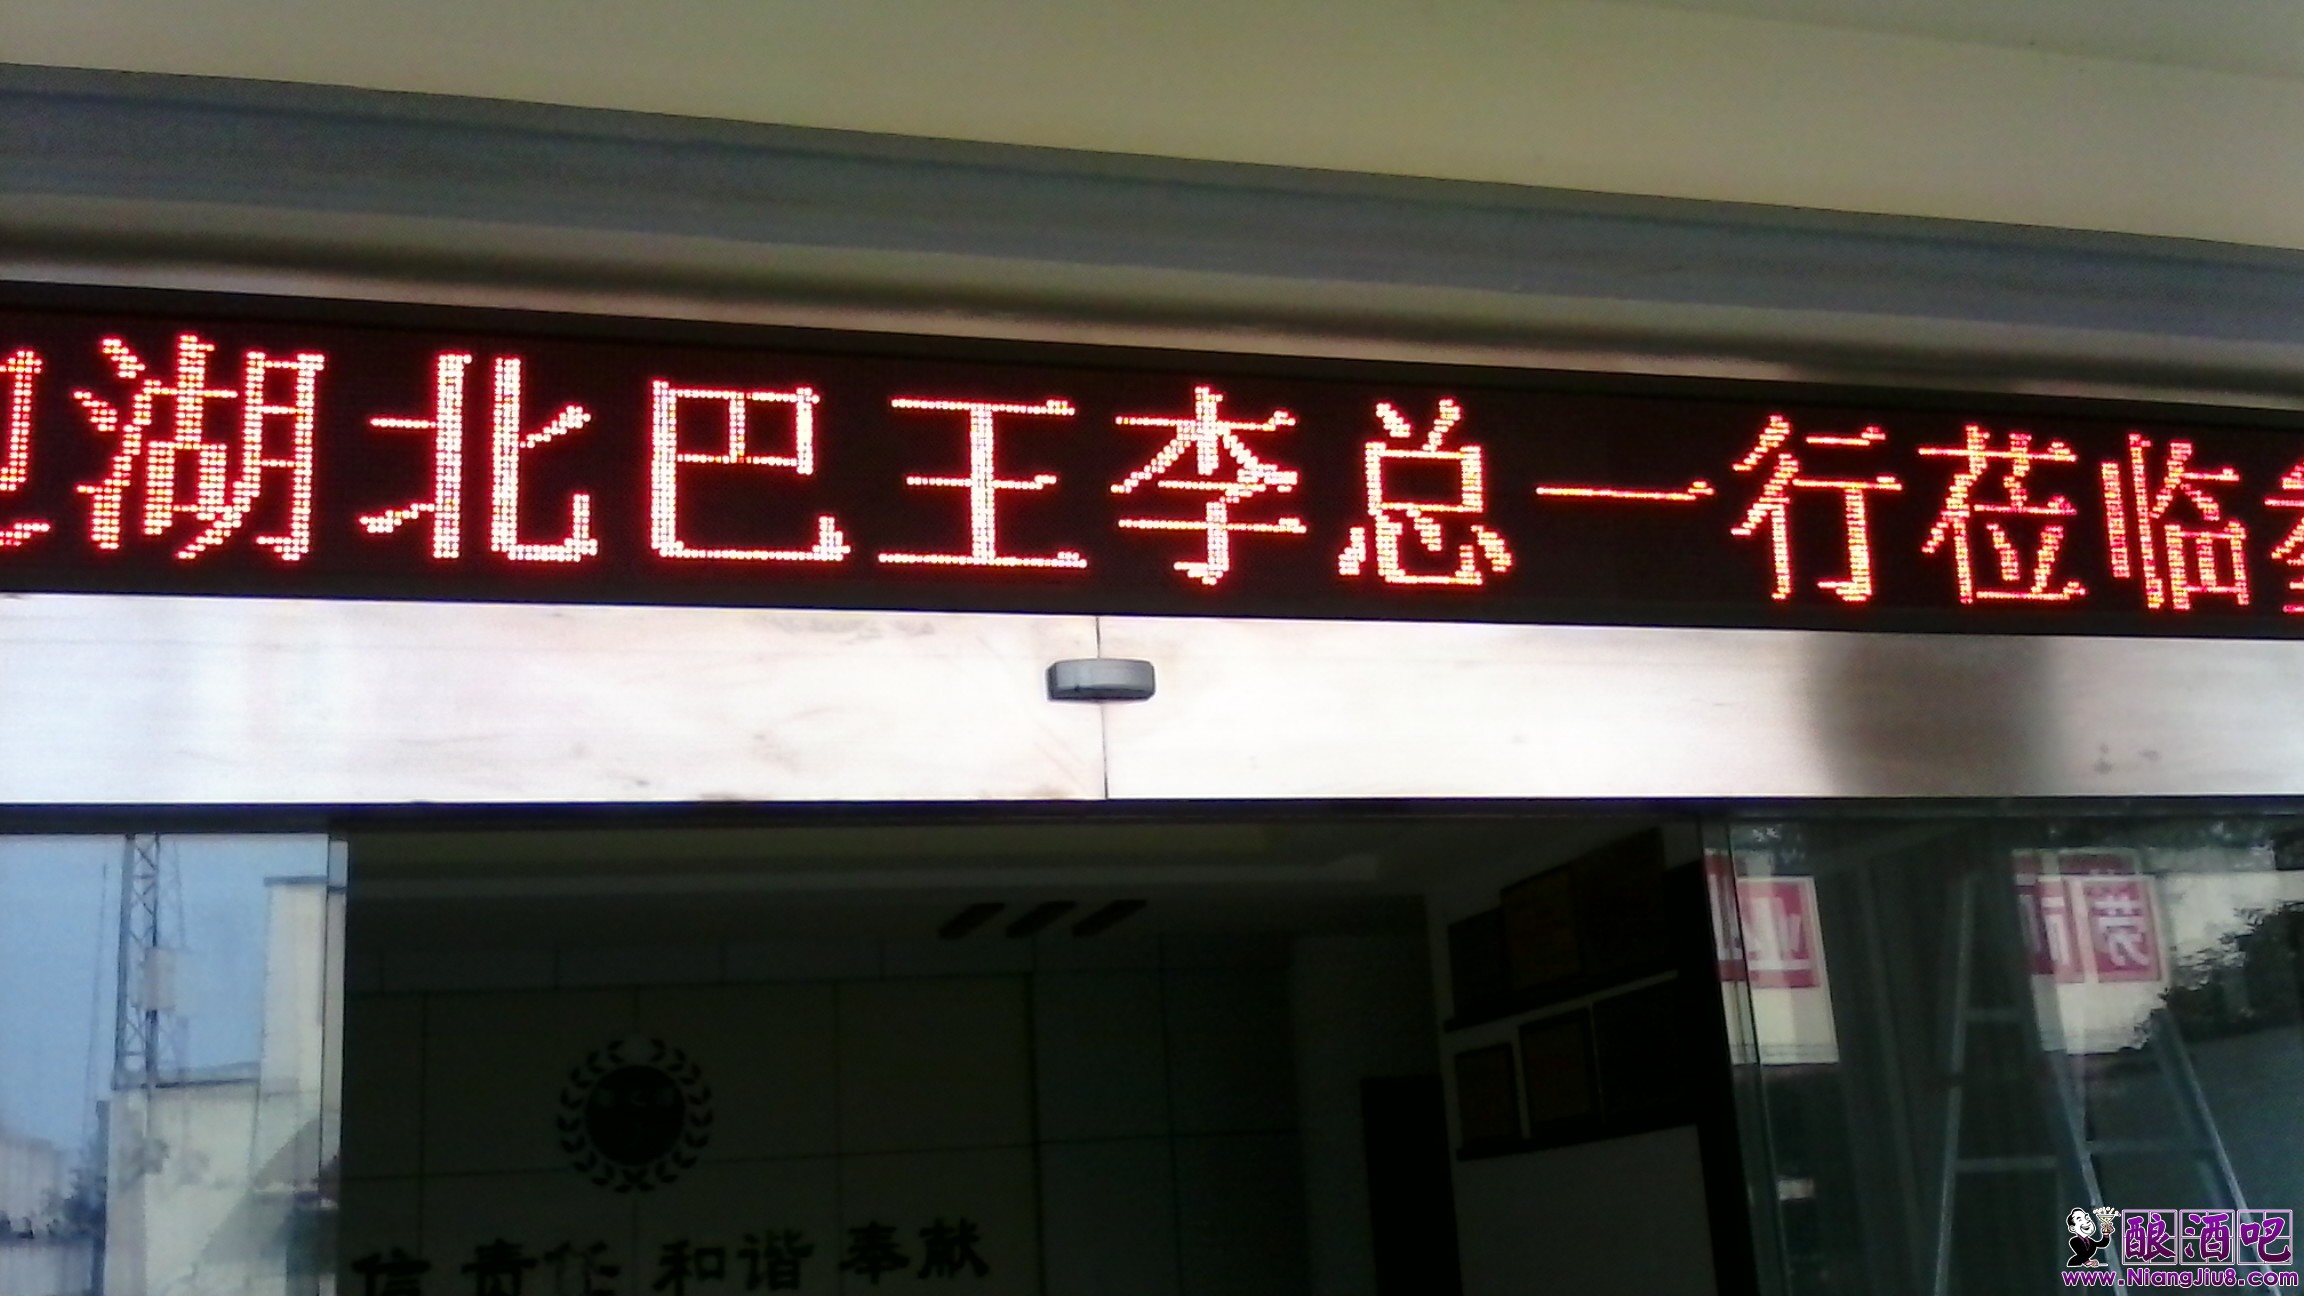 湖北巴王李总一行莅临
信 责任 和谐 奉献
酿酒吧
www.NiangJiu8.com